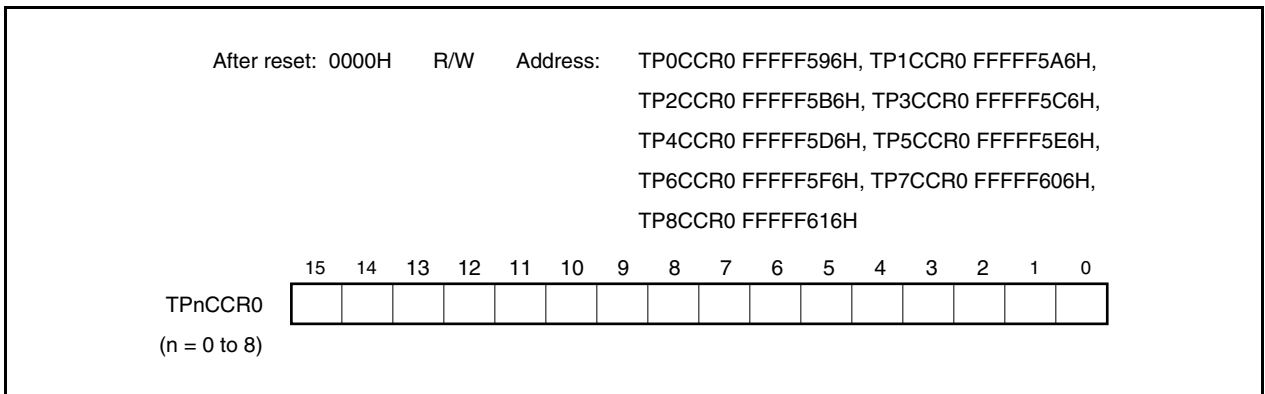 After reset: 0000H R/W Address: TP0CCR0 FFFFF596H, TP1CCR0 FFFFF5A6H,
TP2CCR0 FFFFF5B6H, TP3CCR0 FFFFF5C6H,
TP4CCR0 FFFFF5D6H, TP5CCR0 FFFFF5E6H,
TP6CCR0 FFFFF5F6H, TP7CCR0 FFFFF606H,
TP8CCR0 FFFFF616H
15 14 13 12 11 10 9 8 7 6 5 4 3 2 1 0
TPnCCR0
(n = 0 to 8)